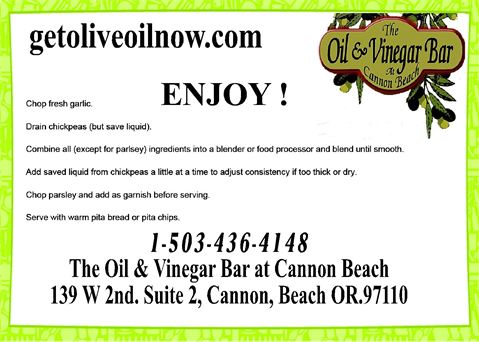 getoliveoilnow.com
The
Oil & Vinegar Bar
At
Cannon Beach
ENJOY !
Chop fresh garlic.
Drain chickpeas (but save liquid).
Combine all (except for parlsey) ingredients into a blender or food processor and blend until smooth.
Add saved liquid from chickpeas a little at a time to adjust consistency if too thick or dry.
Chop parsley and add as garnish before serving.
Serve with warm pita bread or pita chips.
1-503-436-4148
The Oil & Vinegar Bar at Cannon Beach
139 W 2nd. Suite 2, Cannon, Beach OR.97110